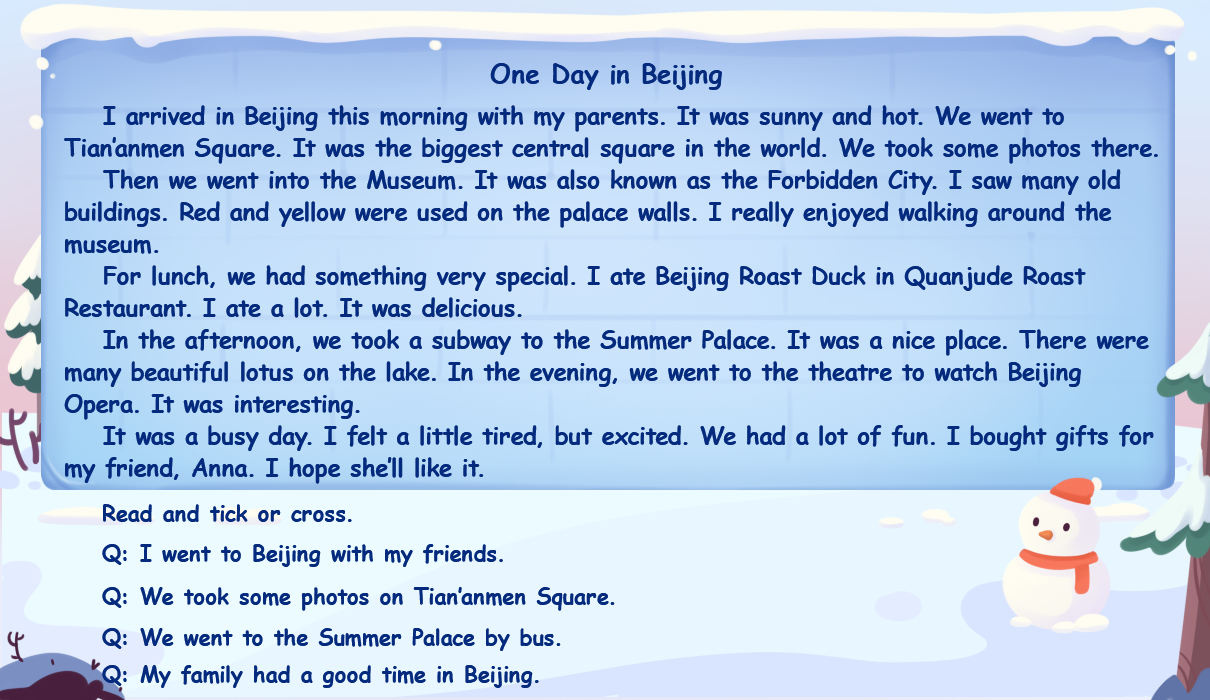 One Day in Beijing
I arrived in Beijing this morning with my parents. It was sunny and hot. We went to
Tian'anmen Square. It was the biggest central square in the world. We took some photos there.
Then we went into the Museum. It was also known as the Forbidden City. I saw many old
buildings. Red and yellow were used on the palace walls. I really enjoyed walking around the
museum.
For lunch, we had something very special. I ate Beijing Roast Duck in Quanjude Roast
Restaurant. I ate a lot. It was delicious.
In the afternoon, we took a subway to the Summer Palace. It was a nice place. There were
many beautiful lotus on the lake. In the evening, we went to the theatre to watch Beijing
Opera. It was interesting.
It was a busy day. I felt a little tired, but excited. We had a lot of fun. I bought gifts for
my friend, Anna. I hope she'll like it.
Read and tick or cross.
Q: I went to Beijing with my friends.
Q: We took some photos on Tian'anmen Square.
Q: We went to the Summer Palace by bus.
Q: My family had a good time in Beijing.